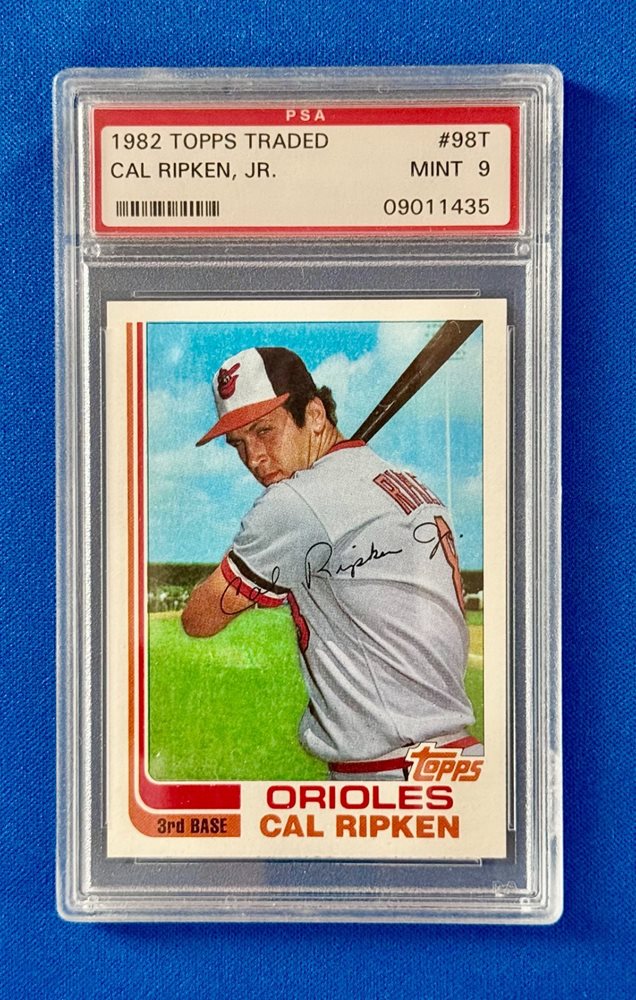 PSA
1982 TOPPS TRADED #98T
CAL RIPKEN, JR. MINT 9
09011435
Cal Ripken Jr.
TOPPS
ORIOLES
3rd BASE CAL RIPKEN